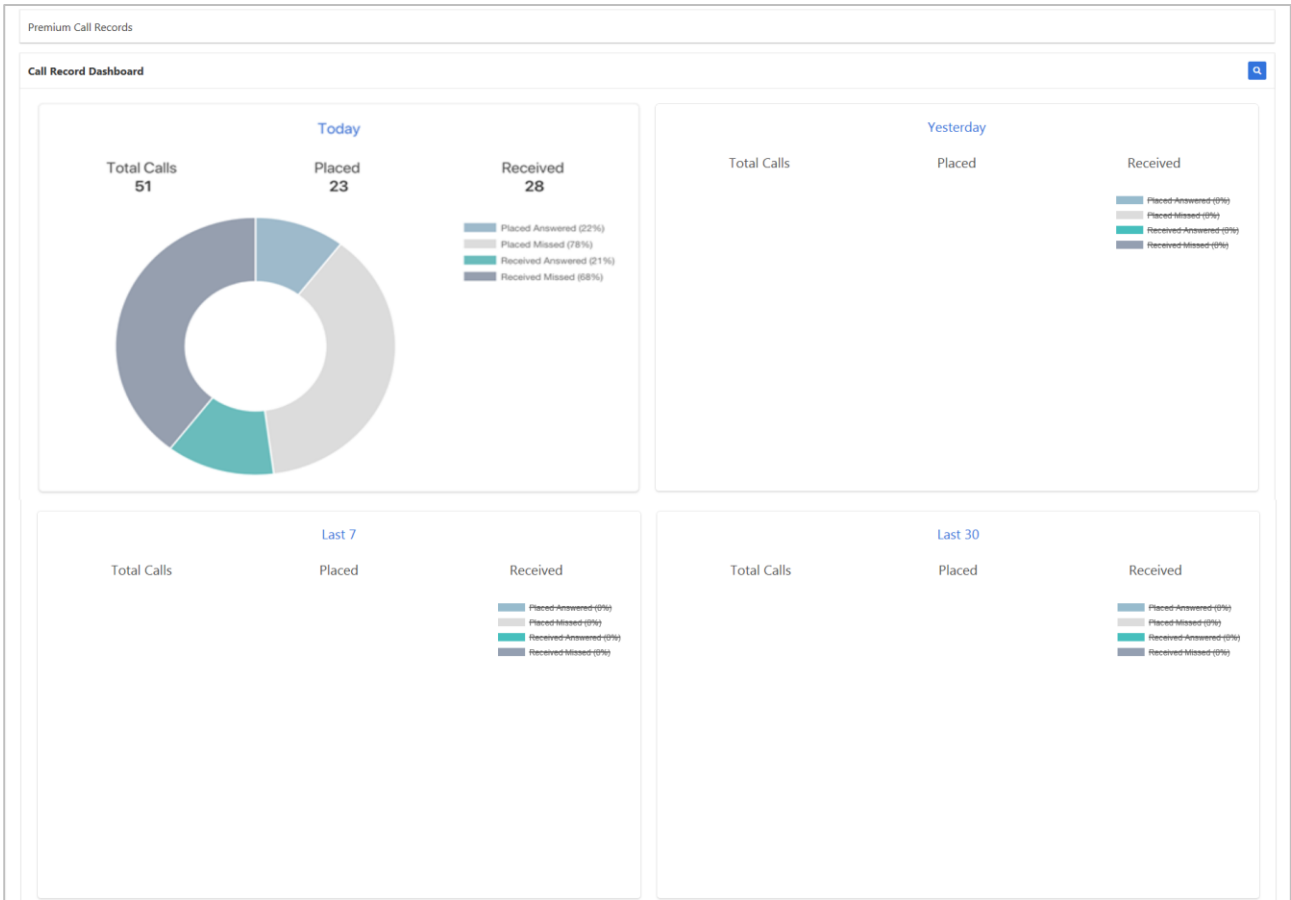 Premium Call Records
Call Record Dashboard
Today
Total Calls Placed Received
51 23 28
Placed Answered (22%)
Placed Missed (78%)
Received Answered (21%)
Received Missed (68%)
Yesterday
Total Calls Placed Received
Placed Answered (0%)
Placed Missed (0%)
Received Answered (0%)
Received Missed (0%)
Last 7
Total Calls Placed Received
Placed Answered (0%)
Placed Missed (0%)
Received Answered (0%)
Received Missed (0%)
Last 30
Total Calls Placed Received
Placed Answered (0%)
Placed Missed (0%)
Received Answered (0%)
Received Missed (0%)